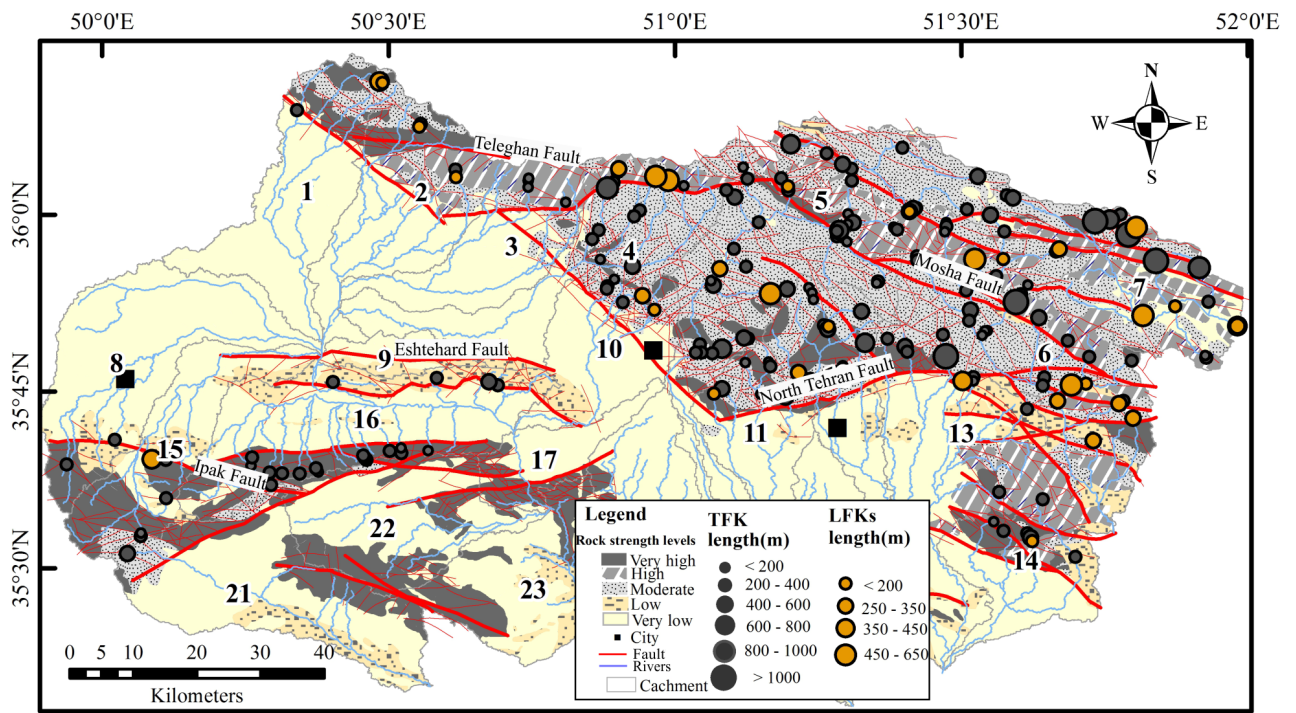 50°0'E 50°30'E 51°0'E 51°30'E 52°0'E
N
W E
S
Teleghan Fault
1
2
5
36°0'N
3
4
Mosha Fault
7
10
9
Eshtehard Fault
8
6
35°45'N
North Tehran Fault
16
11
13
15
17
Ipak Fault
22
14
35°30'N
21
23
Legend
Rock strength levels
Very high
High
Moderate
Low
Very low
City
Fault
Rivers
Cachment
TFK
length(m)
< 200
200 - 400
400 - 600
600 - 800
800 - 1000
> 1000
LFKs
length(m)
< 200
250 - 350
350 - 450
450 - 650
0 10 20 30 40
Kilometers